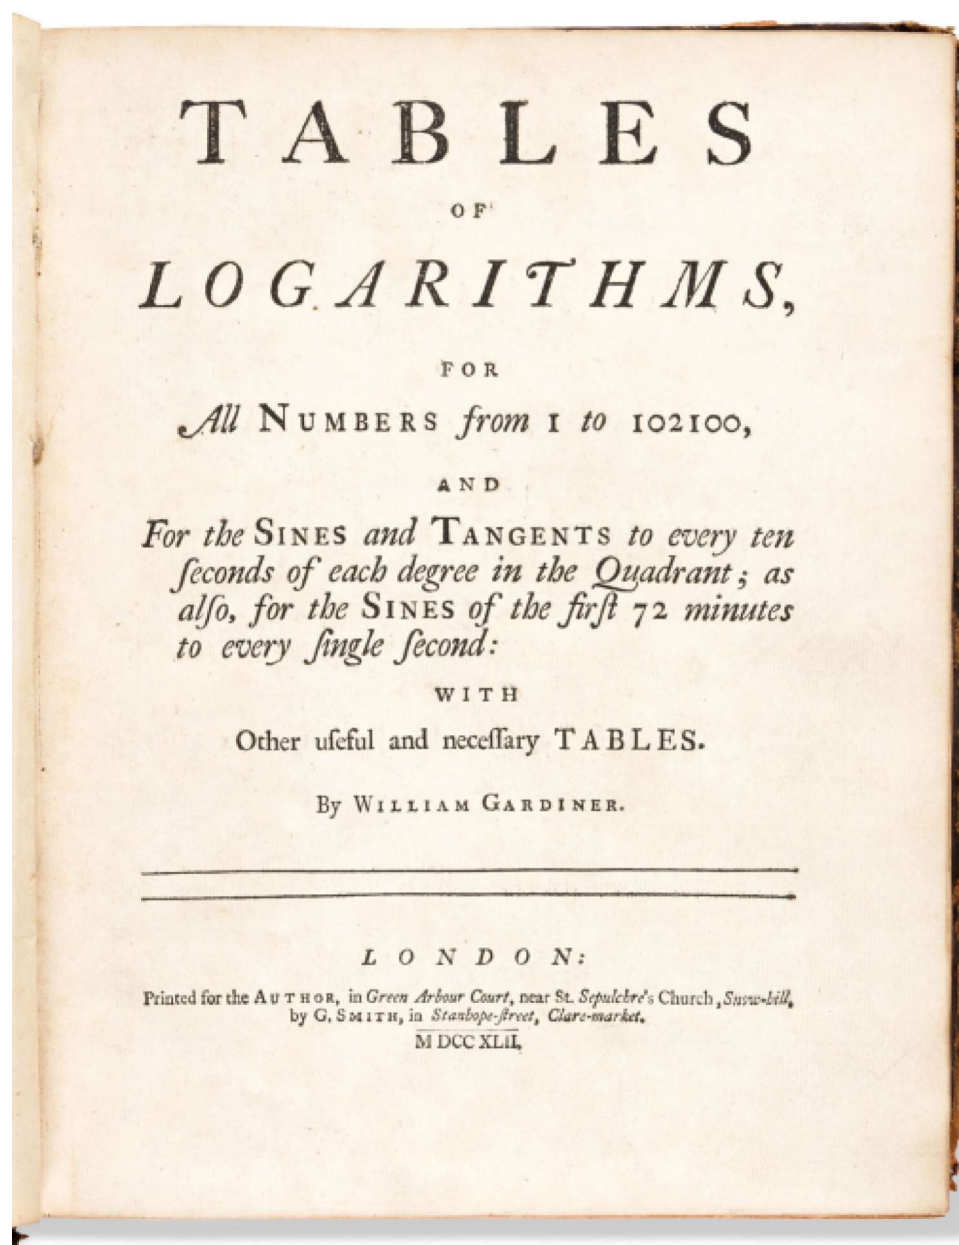 TABLES
OF
LOGARITHMS,
FOR
All NUMBERS from 1 to 102100,
AND
For the SINES and TANGENTS to every ten
ſeconds of each degree in the Quadrant; as
alſo, for the SINES of the firſt 72 minutes
to every ſingle ſecond:
WITH
Other uſeful and neceſſary TABLES.
By WILLIAM GARDINER.
LONDON:
Printed for the AUTHOR, in Green Arbour Court, near St. Sepulchre's Church, Snow-hill,
by G. SMITH, in Stanhope-ſtreet, Clare-market.
M DCC XLII.